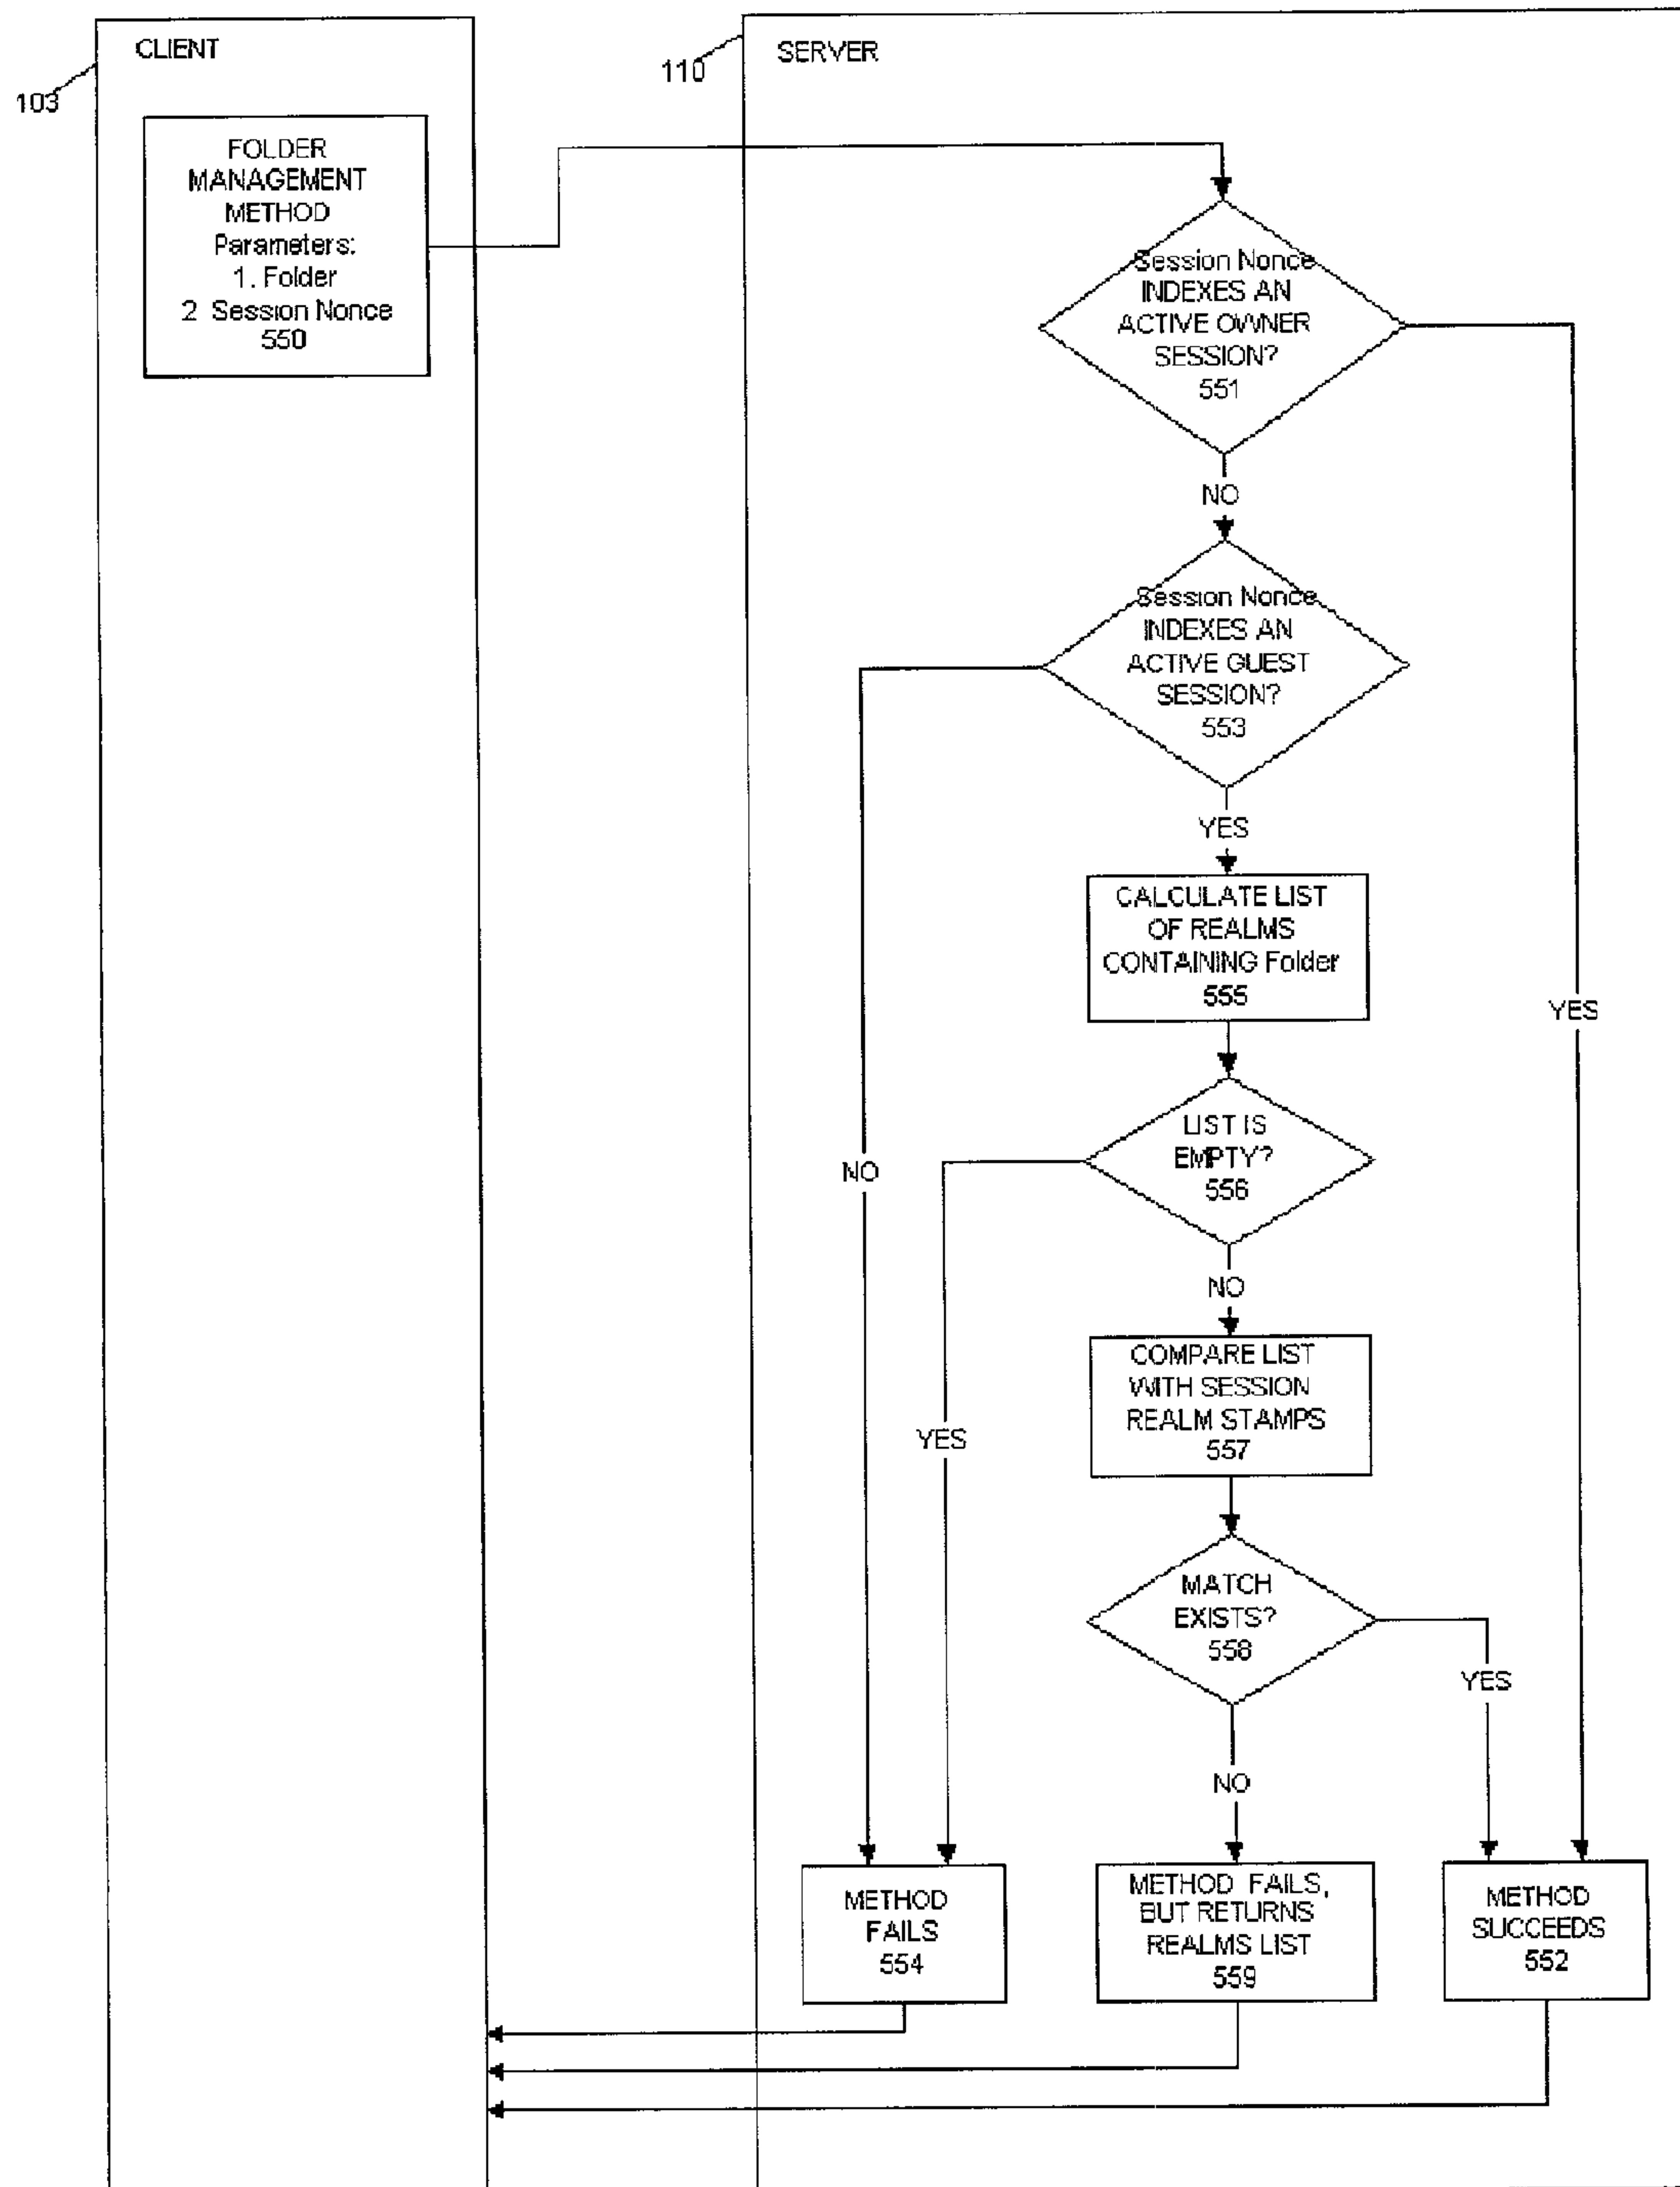 CLIENT
103
FOLDER
MANAGEMENT
METHOD
Parameters:
1. Folder
2 Session Nonce
550
SERVER
110
Session Nonce
INDEXES AN
ACTIVE OWNER
SESSION?
551
NO
Session Nonce
INDEXES AN
ACTIVE GUEST
SESSION?
553
YES
CALCULATE LIST
OF REALMS
CONTAINING Folder
555
YES
LIST IS
EMPTY?
556
NO
NO
COMPARE LIST
WITH SESSION
REALM STAMPS
557
YES
MATCH
EXISTS?
558
YES
NO
METHOD
FAILS
554
METHOD FAILS,
BUT RETURNS
REALMS LIST
559
METHOD
SUCCEEDS
552